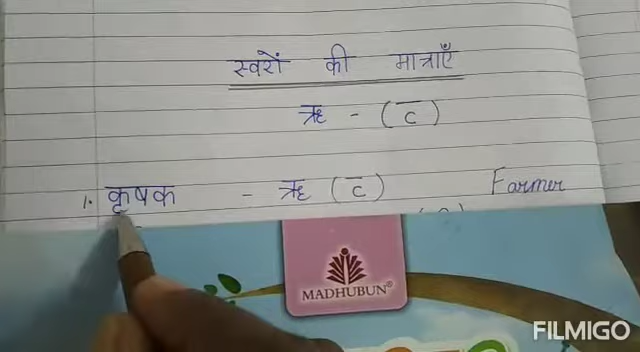 स्वरों की मात्राएँ
ऋ - ( ृ )
1. कृषक - ऋ ( ृ ) Farmer
MADHUBUN®
FILMIGO